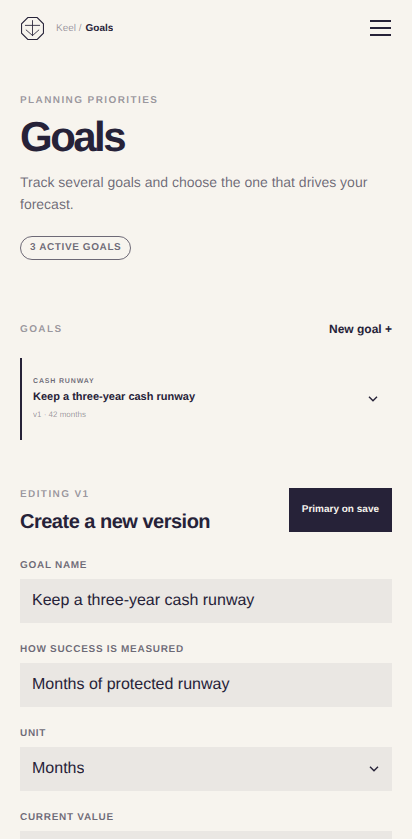 Keel / Goals
PLANNING PRIORITIES
Goals
Track several goals and choose the one that drives your
forecast.
3 ACTIVE GOALS
GOALS
New goal +
CASH RUNWAY
Keep a three-year cash runway
v1 · 42 months
EDITING V1
Create a new version
Primary on save
GOAL NAME
Keep a three-year cash runway
HOW SUCCESS IS MEASURED
Months of protected runway
UNIT
Months
CURRENT VALUE